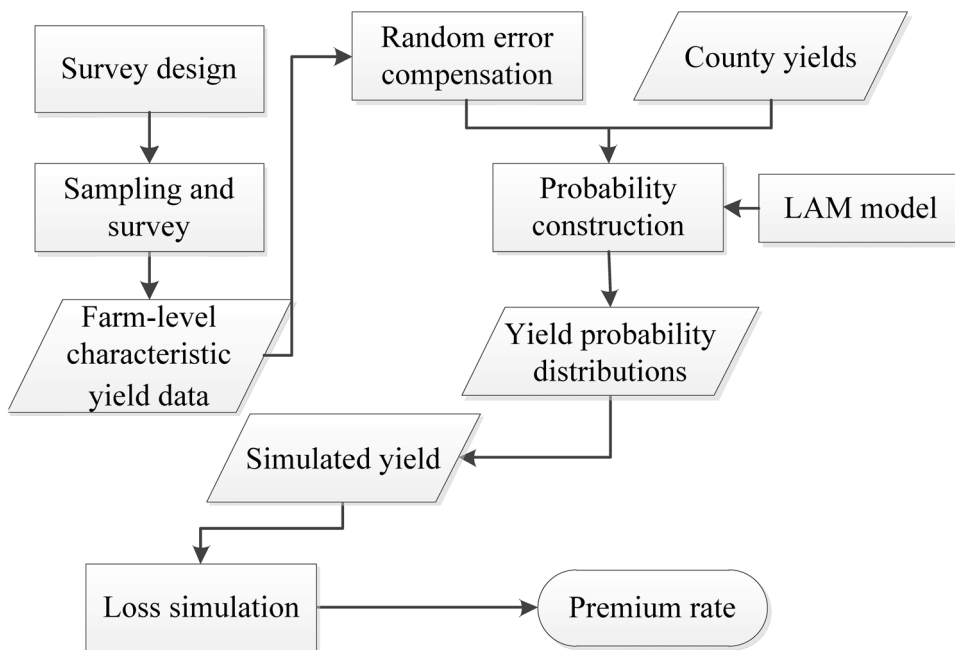 Survey design
Sampling and
survey
Farm-level
characteristic
yield data
Random error
compensation
County yields
Probability
construction
LAM model
Yield probability
distributions
Simulated yield
Loss simulation
Premium rate